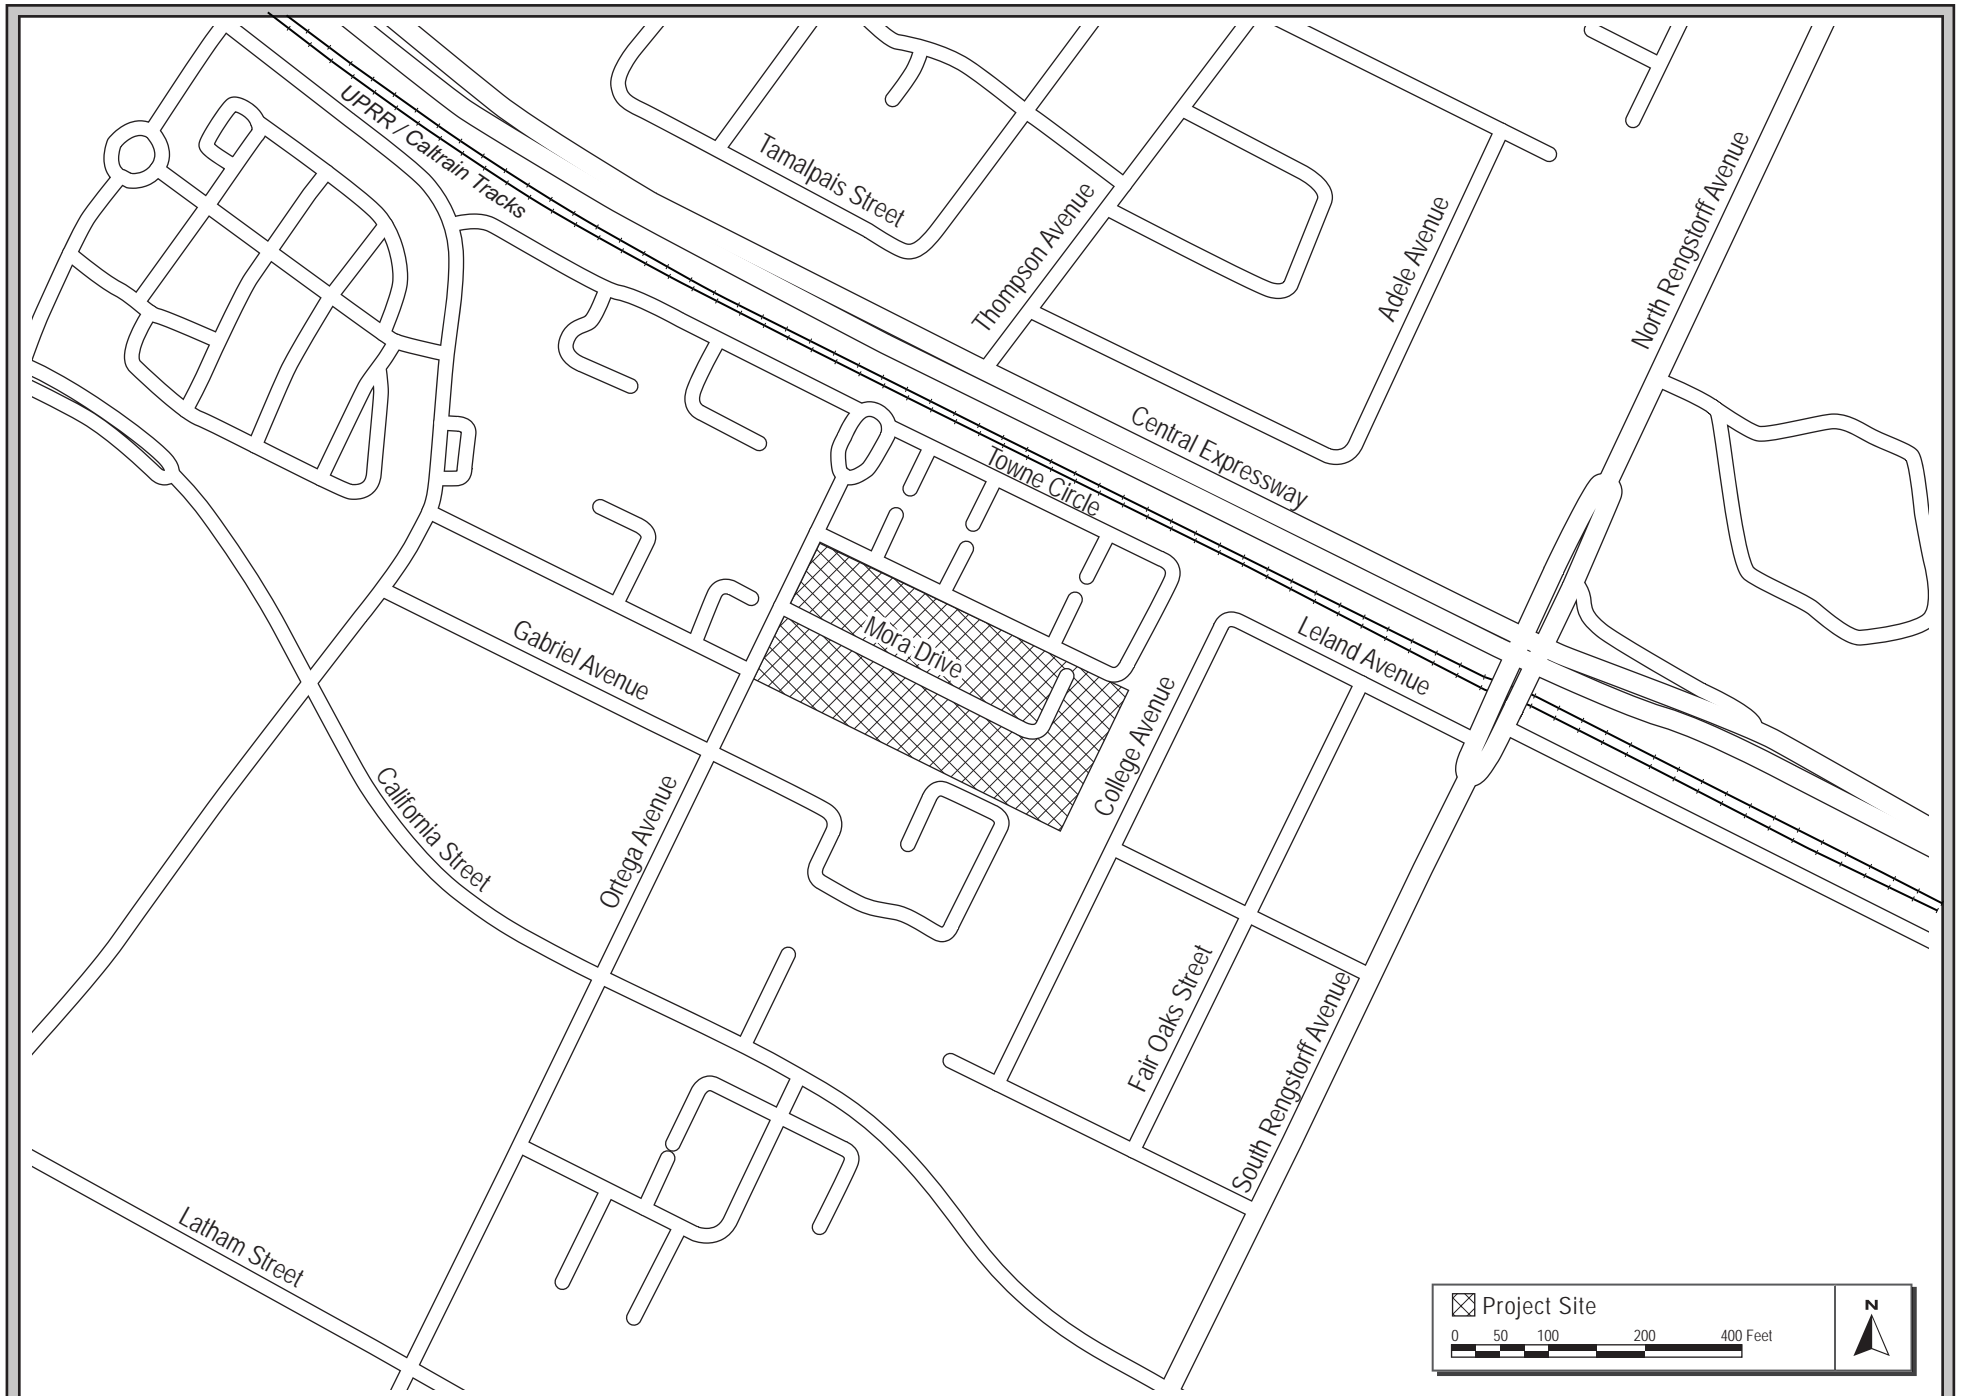 UPRR / Caltrain Tracks
Tamalpais Street
Thompson Avenue
Adele Avenue
North Rengstorff Avenue
Central Expressway
Towne Circle
Leland Avenue
Mora Drive
Gabriel Avenue
College Avenue
California Street
Ortega Avenue
Fair Oaks Street
South Rengstorff Avenue
Latham Street
Project Site
0 50 100 200 400 Feet
N